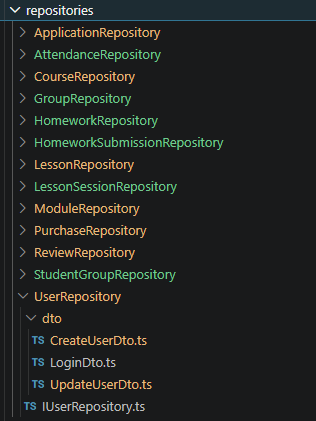 repositories
ApplicationRepository
AttendanceRepository
CourseRepository
GroupRepository
HomeworkRepository
HomeworkSubmissionRepository
LessonRepository
LessonSessionRepository
ModuleRepository
PurchaseRepository
ReviewRepository
StudentGroupRepository
UserRepository
dto
TS CreateUserDto.ts
TS LoginDto.ts
TS UpdateUserDto.ts
TS IUserRepository.ts